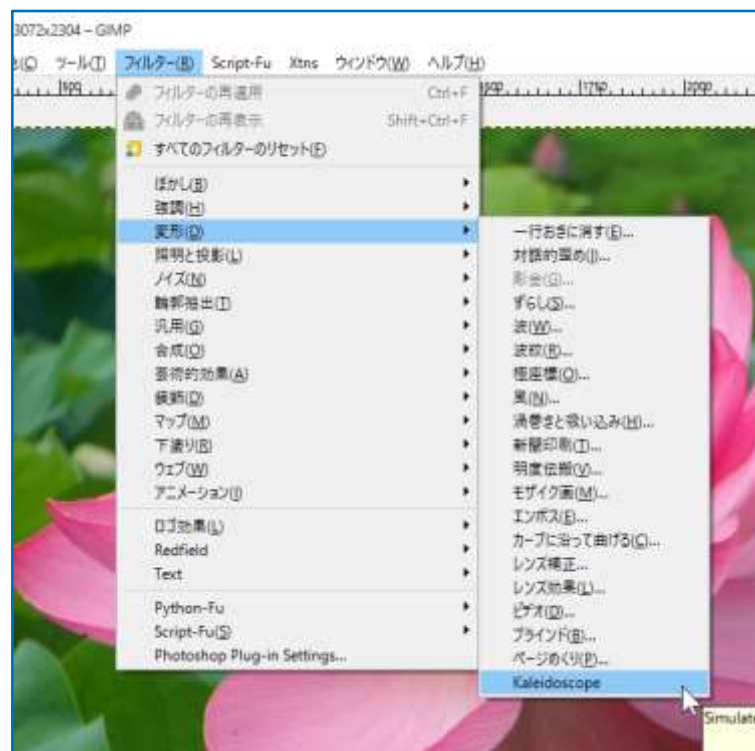 3072x2304 – GIMP
ツール(T) フィルター(R) Script-Fu Xtns ウィンドウ(W) ヘルプ(H)
フィルターの再適用 Ctrl+F
フィルターの再表示 Shift+Ctrl+F
すべてのフィルターのリセット(F)
ぼかし(B)
強調(H)
変形(D)
照明と投影(L)
ノイズ(N)
輪郭抽出(T)
汎用(G)
合成(O)
芸術的効果(A)
装飾(D)
マップ(M)
下塗り(R)
ウェブ(W)
アニメーション(I)
ロゴ効果(L)
Redfield
Text
Python-Fu
Script-Fu(S)
Photoshop Plug-in Settings...
一行おきに消す(E)...
対話的歪め(I)...
彫金(G)...
ずらし(S)...
波(W)...
波紋(R)...
極座標(O)...
風(N)...
渦巻きと吸い込み(H)...
新聞印刷(T)...
明度伝搬(V)...
モザイク画(M)...
エンボス(E)...
カーブに沿って曲げる(C)...
レンズ補正...
レンズ効果(L)...
ビデオ(D)...
ブラインド(B)...
ページめくり(P)...
Kaleidoscope